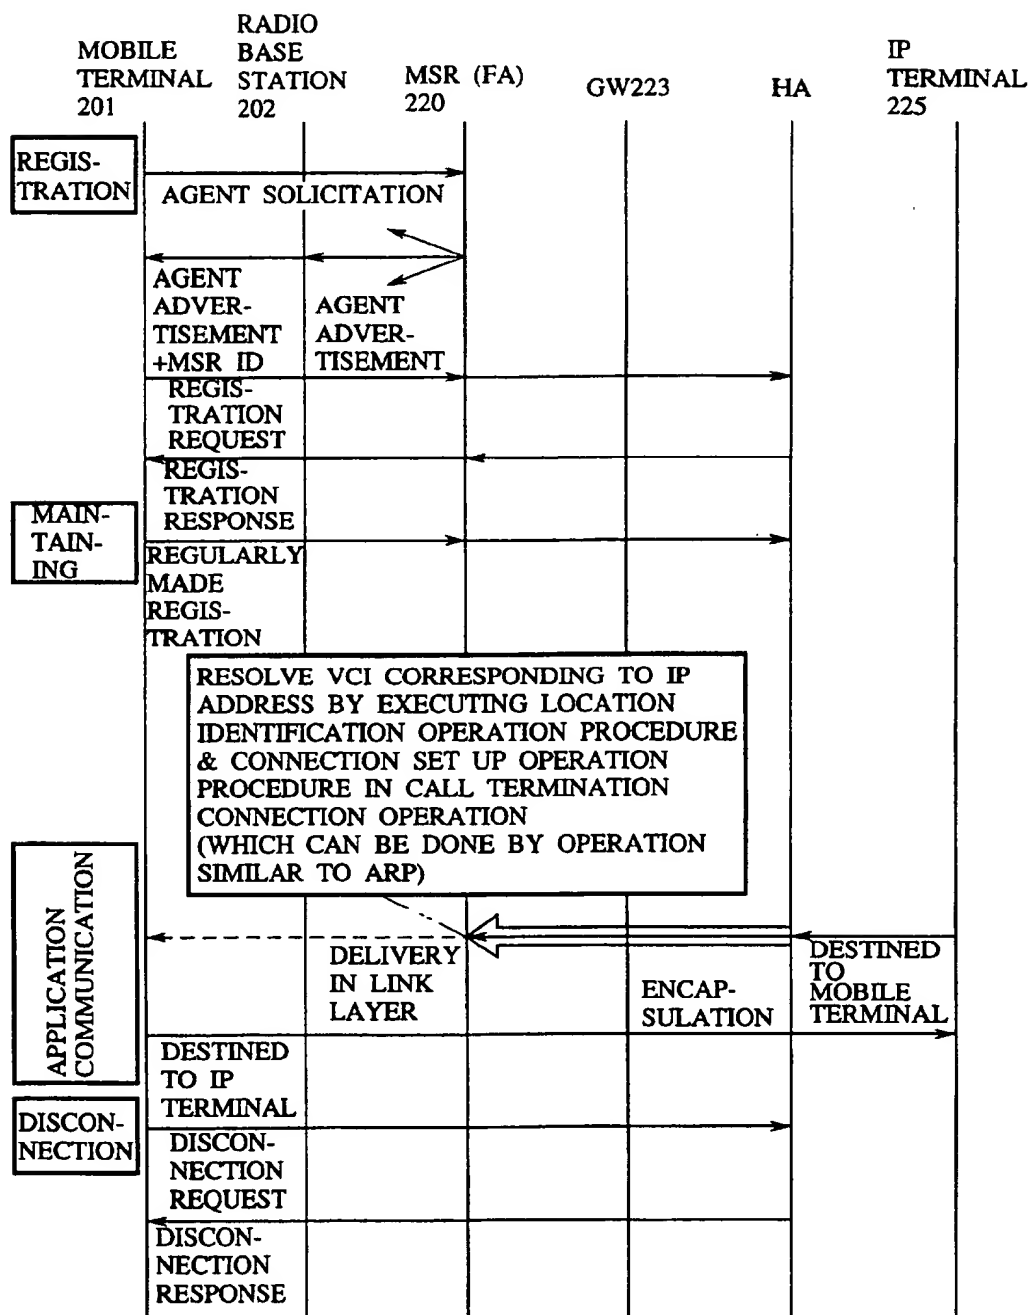 MOBILE
TERMINAL
201
RADIO
BASE
STATION
202
MSR (FA)
220
GW223
HA
IP
TERMINAL
225
REGIS-
TRATION
AGENT SOLICITATION
AGENT
ADVER-
TISEMENT
+MSR ID
AGENT
ADVER-
TISEMENT
REGIS-
TRATION
REQUEST
REGIS-
TRATION
RESPONSE
MAIN-
TAIN-
ING
REGULARLY
MADE
REGIS-
TRATION
RESOLVE VCI CORRESPONDING TO IP
ADDRESS BY EXECUTING LOCATION
IDENTIFICATION OPERATION PROCEDURE
& CONNECTION SET UP OPERATION
PROCEDURE IN CALL TERMINATION
CONNECTION OPERATION
(WHICH CAN BE DONE BY OPERATION
SIMILAR TO ARP)
APPLICATION
COMMUNICATION
DELIVERY
IN LINK
LAYER
ENCAP-
SULATION
DESTINED
TO
MOBILE
TERMINAL
DESTINED
TO IP
TERMINAL
DISCON-
NECTION
DISCON-
NECTION
REQUEST
DISCON-
NECTION
RESPONSE